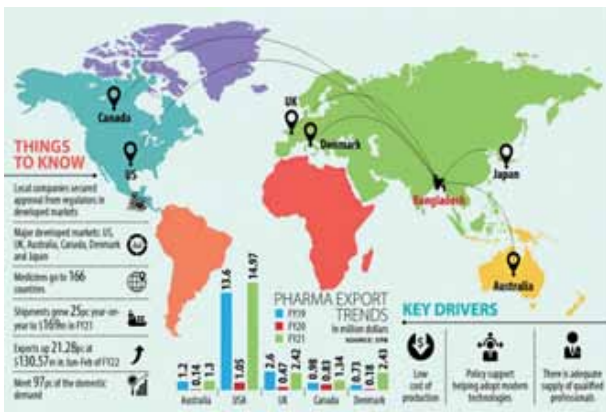 Canada
US
UK
Denmark
Japan
Bangladesh
Australia
THINGS
TO KNOW
Local companies secured
approval from regulators in
developed markets
Major developed markets: US,
UK, Australia, Canada, Denmark
and Japan
Medicines go to 166
countries
Shipments grew 25pc year-on-
year to $169m in FY21
Exports up 21.28pc at
$130.57m in Jun-Feb of FY22
Meet 97pc of the domestic
demand
PHARMA EXPORT
TRENDS
In million dollars
SOURCE: EPB
FY19
FY20
FY21
1.2
0.14
1.3
13.6
1.05
14.97
2.6
0.47
2.42
0.98
0.83
1.34
0.73
0.18
2.43
Australia
USA
UK
Canada
Denmark
KEY DRIVERS
Low
cost of
production
Policy support
helping adopt modern
technologies
There is adequate
supply of qualified
professionals